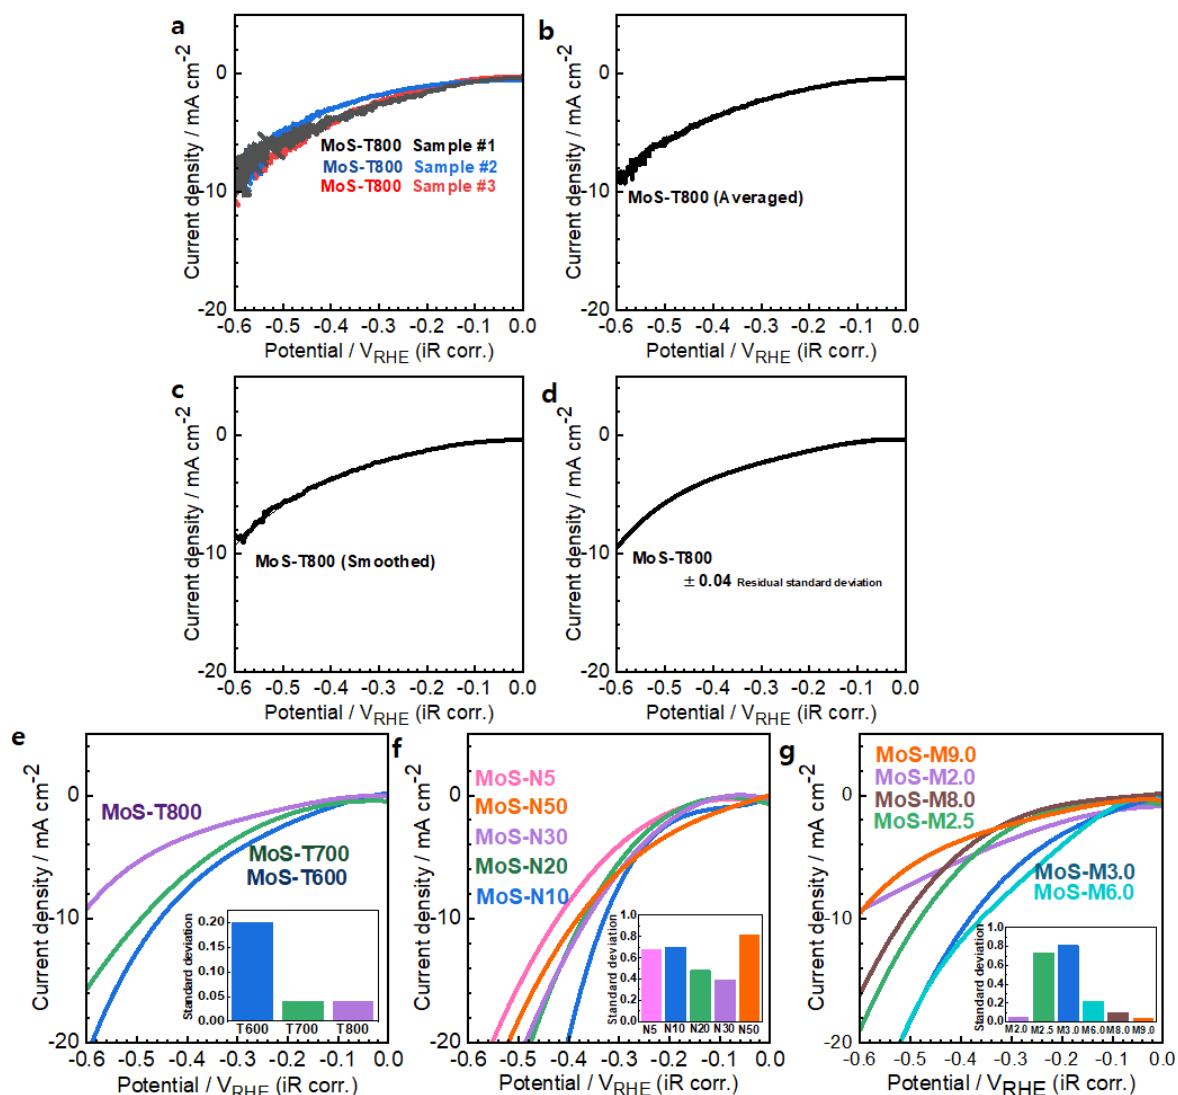 a
Current density / mA cm-2
0
-10
-20
MoS-T800 Sample #1
MoS-T800 Sample #2
MoS-T800 Sample #3
-0.6 -0.5 -0.4 -0.3 -0.2 -0.1 0.0
Potential / VRHE (iR corr.)
b
Current density / mA cm-2
0
-10
-20
MoS-T800 (Averaged)
-0.6 -0.5 -0.4 -0.3 -0.2 -0.1 0.0
Potential / VRHE (iR corr.)
c
Current density / mA cm-2
0
-10
-20
MoS-T800 (Smoothed)
-0.6 -0.5 -0.4 -0.3 -0.2 -0.1 0.0
Potential / VRHE (iR corr.)
d
Current density / mA cm-2
0
-10
-20
MoS-T800
± 0.04 Residual standard deviation
-0.6 -0.5 -0.4 -0.3 -0.2 -0.1 0.0
Potential / VRHE (iR corr.)
e
Current density / mA cm-2
0
-10
-20
MoS-T800
MoS-T700
MoS-T600
Standard deviation
0.20
0.15
0.10
0.05
0.00
T600 T700 T800
-0.6 -0.5 -0.4 -0.3 -0.2 -0.1 0.0
Potential / VRHE (iR corr.)
f
Current density / mA cm-2
0
-10
-20
MoS-N5
MoS-N50
MoS-N30
MoS-N20
MoS-N10
Standard deviation
1.0
0.8
0.6
0.4
0.2
0.0
N5 N10 N20 N30 N50
-0.6 -0.5 -0.4 -0.3 -0.2 -0.1 0.0
Potential / VRHE (iR corr.)
g
Current density / mA cm-2
0
-10
-20
MoS-M9.0
MoS-M2.0
MoS-M8.0
MoS-M2.5
MoS-M3.0
MoS-M6.0
Standard deviation
1.0
0.8
0.6
0.4
0.2
0.0
M2.0 M2.5 M3.0 M6.0 M8.0 M9.0
-0.6 -0.5 -0.4 -0.3 -0.2 -0.1 0.0
Potential / VRHE (iR corr.)